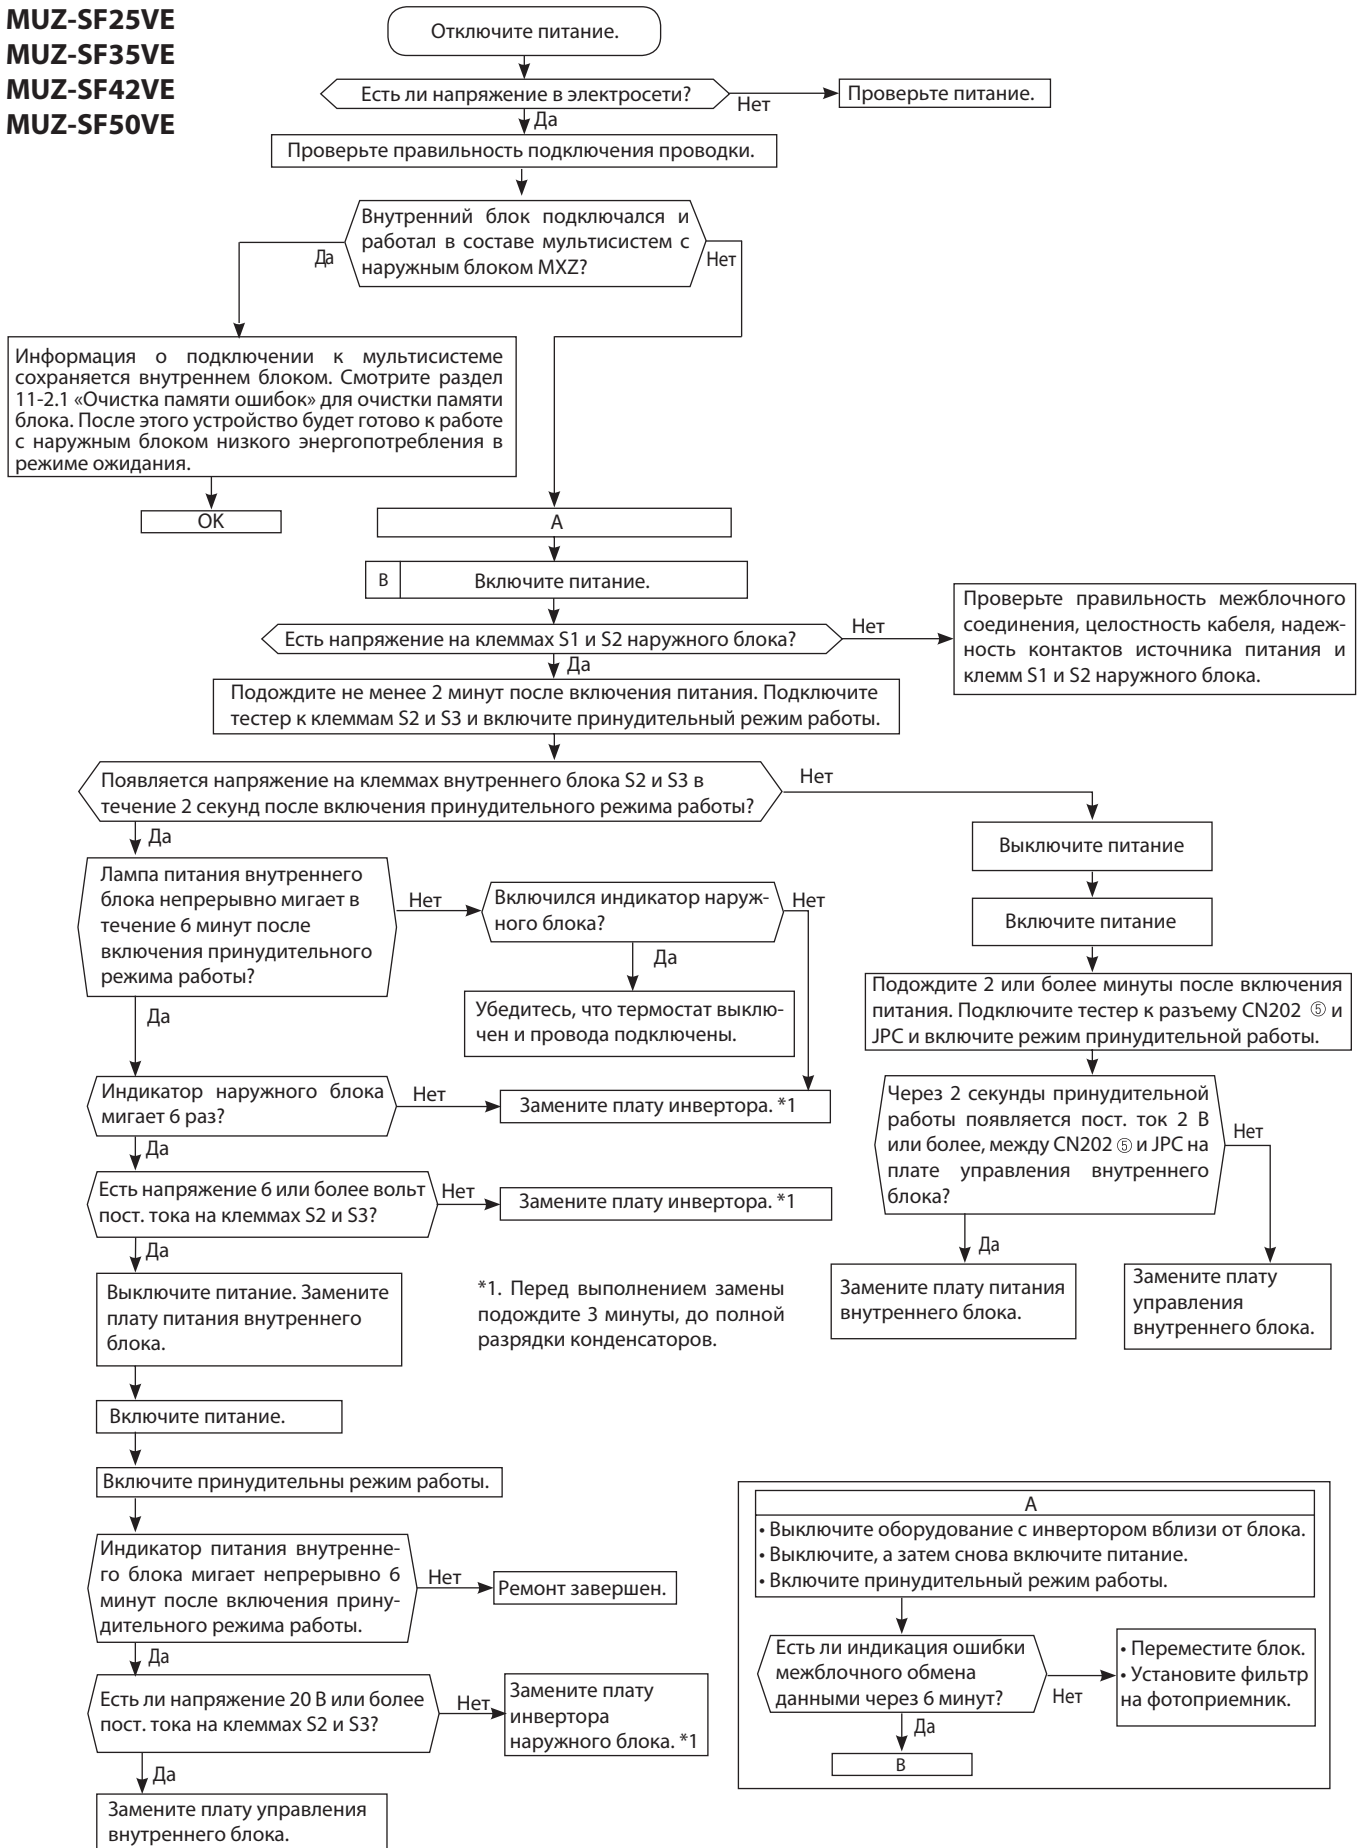 MUZ-SF25VE
MUZ-SF35VE
MUZ-SF42VE
MUZ-SF50VE
Отключите питание.
Есть ли напряжение в электросети?
Нет
Проверьте питание.
Да
Проверьте правильность подключения проводки.
Внутренний блок подключался и
работал в составе мультисистем с
наружным блоком MXZ?
Да
Нет
Информация о подключении к мультисистеме
сохраняется внутреннем блоком. Смотрите раздел
11-2.1 «Очистка памяти ошибок» для очистки памяти
блока. После этого устройство будет готово к работе
с наружным блоком низкого энергопотребления в
режиме ожидания.
OK
A
B
Включите питание.
Есть напряжение на клеммах S1 и S2 наружного блока?
Нет
Проверьте правильность межблочного
соединения, целостность кабеля, надеж-
ность контактов источника питания и
клемм S1 и S2 наружного блока.
Да
Подождите не менее 2 минут после включения питания. Подключите
тестер к клеммам S2 и S3 и включите принудительный режим работы.
Появляется напряжение на клеммах внутреннего блока S2 и S3 в
течение 2 секунд после включения принудительного режима работы?
Нет
Да
Выключите питание
Включите питание
Подождите 2 или более минуты после включения
питания. Подключите тестер к разъему CN202 ⑤ и
JPC и включите режим принудительной работы.
Через 2 секунды принудительной
работы появляется пост. ток 2 В
или более, между CN202 ⑤ и JPC на
плате управления внутреннего
блока?
Нет
Да
Замените плату питания
внутреннего блока.
Замените плату
управления
внутреннего блока.
Лампа питания внутреннего
блока непрерывно мигает в
течение 6 минут после
включения принудительного
режима работы?
Нет
Включился индикатор наруж-
ного блока?
Нет
Да
Убедитесь, что термостат выклю-
чен и провода подключены.
Да
Индикатор наружного блока
мигает 6 раз?
Нет
Замените плату инвертора. *1
Да
Есть напряжение 6 или более вольт
пост. тока на клеммах S2 и S3?
Нет
Замените плату инвертора. *1
Да
Выключите питание. Замените
плату питания внутреннего
блока.
*1. Перед выполнением замены
подождите 3 минуты, до полной
разрядки конденсаторов.
Включите питание.
Включите принудительны режим работы.
Индикатор питания внутренне-
го блока мигает непрерывно 6
минут после включения прину-
дительного режима работы.
Нет
Ремонт завершен.
Да
Есть ли напряжение 20 В или более
пост. тока на клеммах S2 и S3?
Нет
Замените плату
инвертора
наружного блока. *1
Да
Замените плату управления
внутреннего блока.
A
• Выключите оборудование с инвертором вблизи от блока.
• Выключите, а затем снова включите питание.
• Включите принудительный режим работы.
Есть ли индикация ошибки
межблочного обмена
данными через 6 минут?
Нет
• Переместите блок.
• Установите фильтр
на фотоприемник.
Да
B